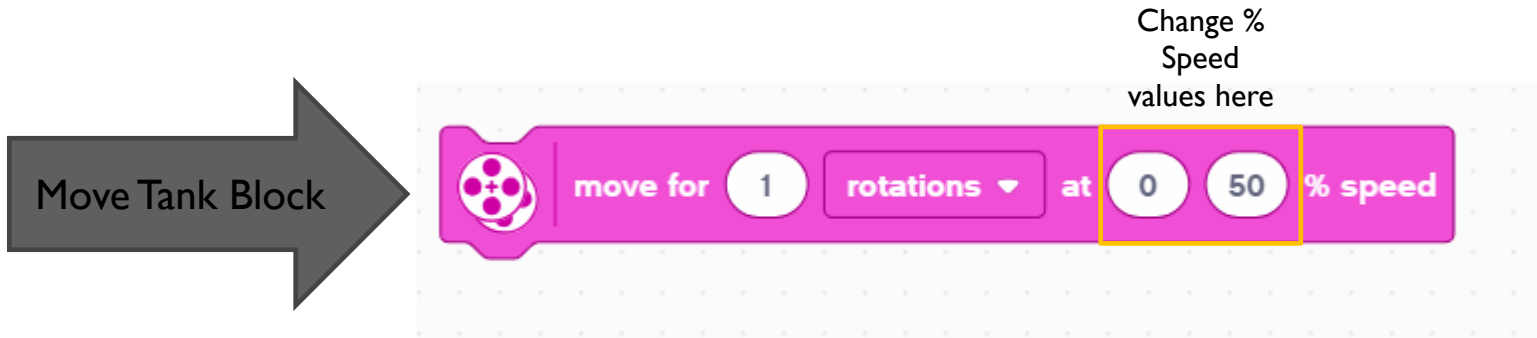 Change %
Speed
values here
Move Tank Block
move for 1 rotations at 0 50 % speed